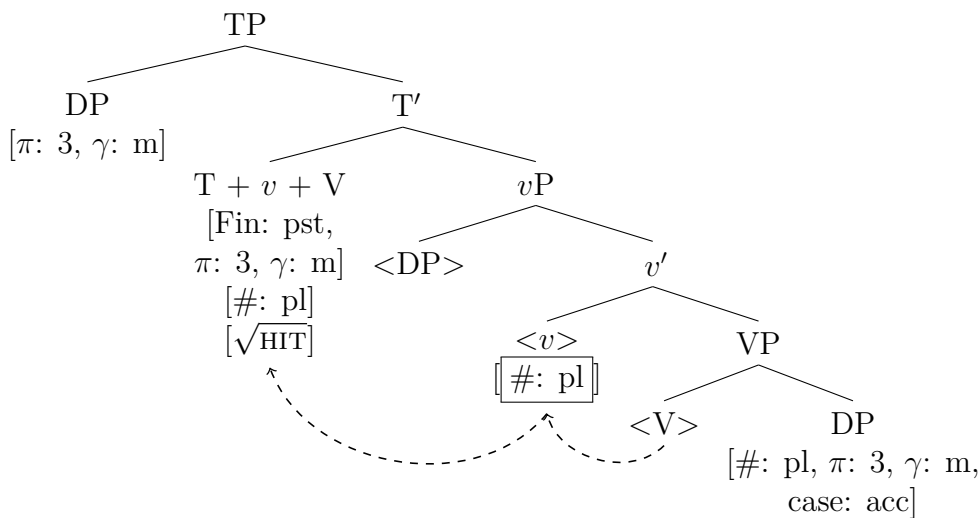 TP
DP
[π: 3, γ: m]
T′
T + v + V
[Fin: pst,
π: 3, γ: m]
[#: pl]
[√HIT]
vP
<DP>
v′
<v>
[#: pl]
VP
<V>
DP
[#: pl, π: 3, γ: m,
case: acc]